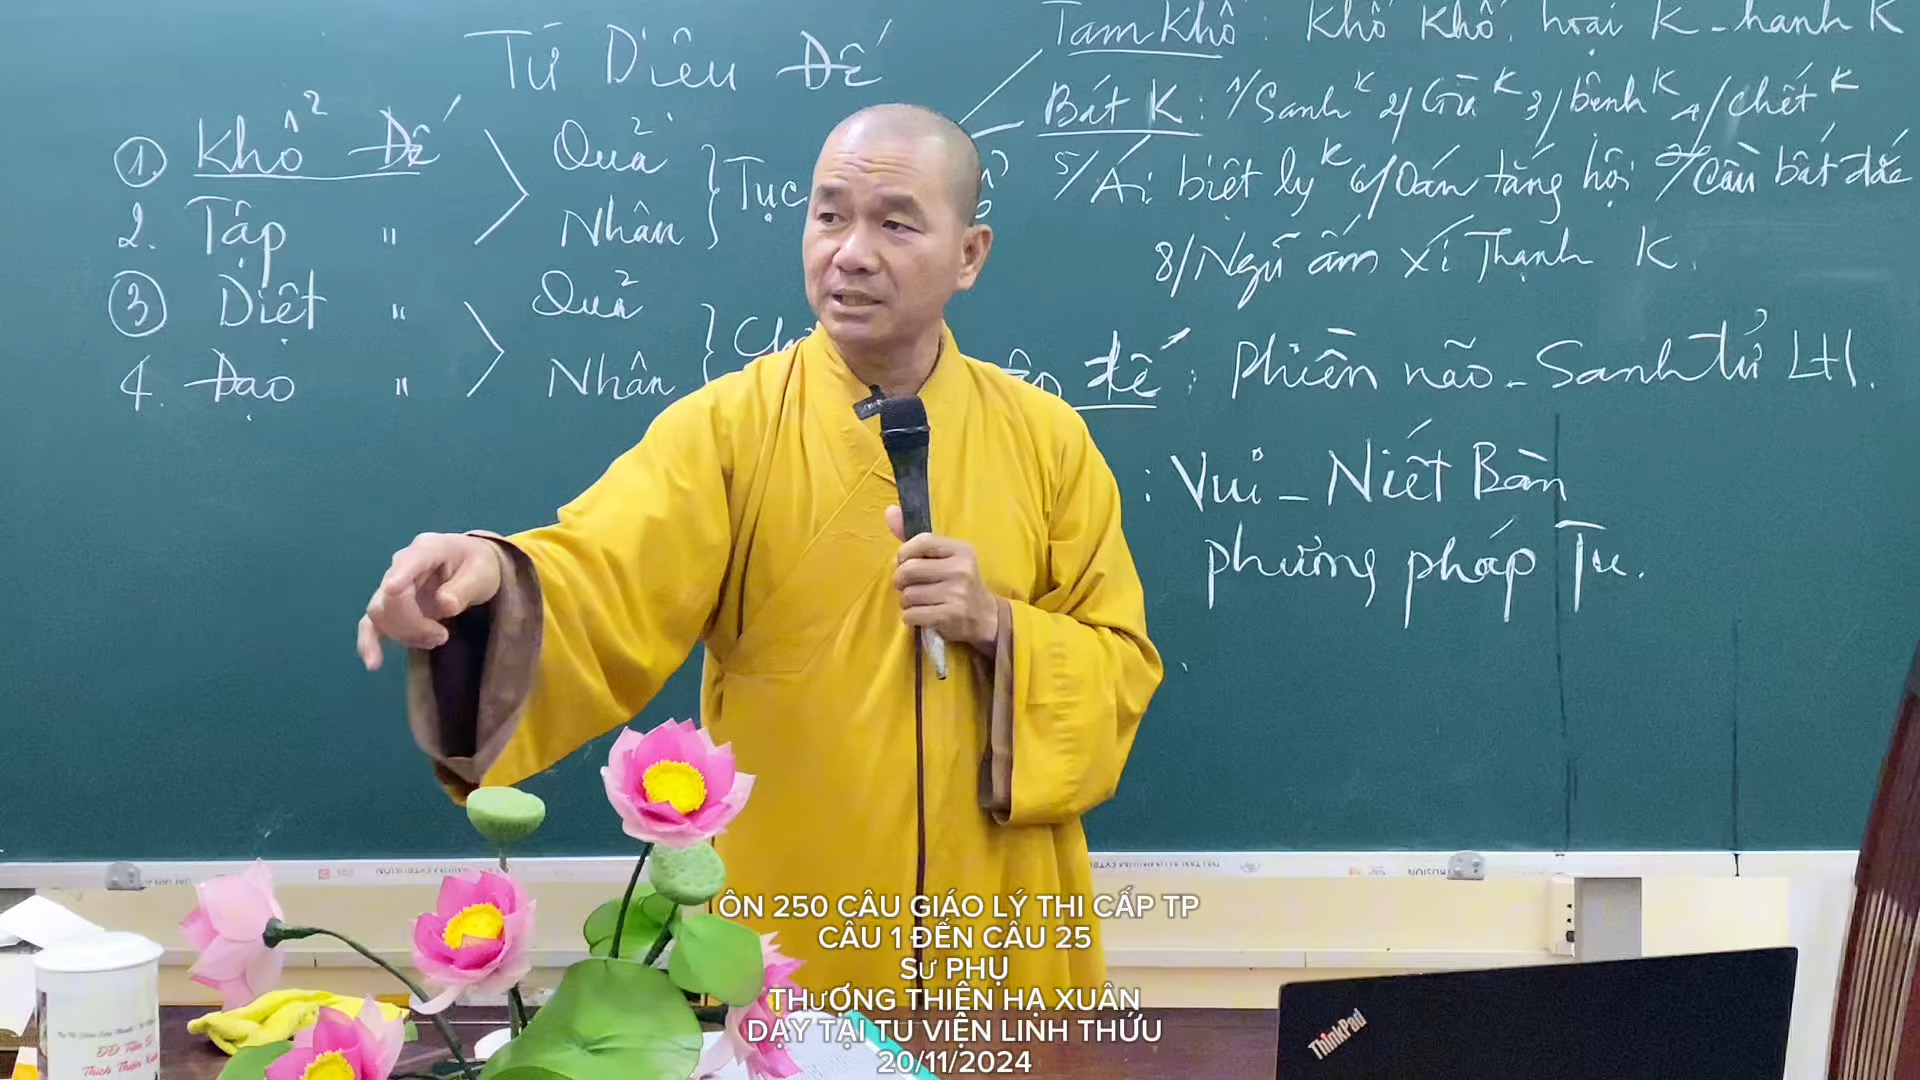 Tứ Diệu Đế
① Khổ² Đế Quả
2. Tập " Nhân
} Tục
③ Diệt " Quả
4. Đạo " Nhân
Tam Khổ : Khổ Khổ, hoại K - hành K
Bát K : 1/ Sanh K 2/ Già K 3/ bệnh K 4/ chết K
5/ Ái biệt ly K 6/ Oán tắng hội 7/ Cầu bất đắc
8/ Ngũ ấm xí Thạnh K.
đế : phiền não - Sanh tử LH.
: Vui - Niết Bàn
phương pháp Tu.
ÔN 250 CÂU GIÁO LÝ THI CẤP TP
CÂU 1 ĐẾN CÂU 25
SƯ PHỤ
THƯỢNG THIỆN HẠ XUÂN
DẠY TẠI TU VIỆN LINH THỨU
20/11/2024
ThinkPad